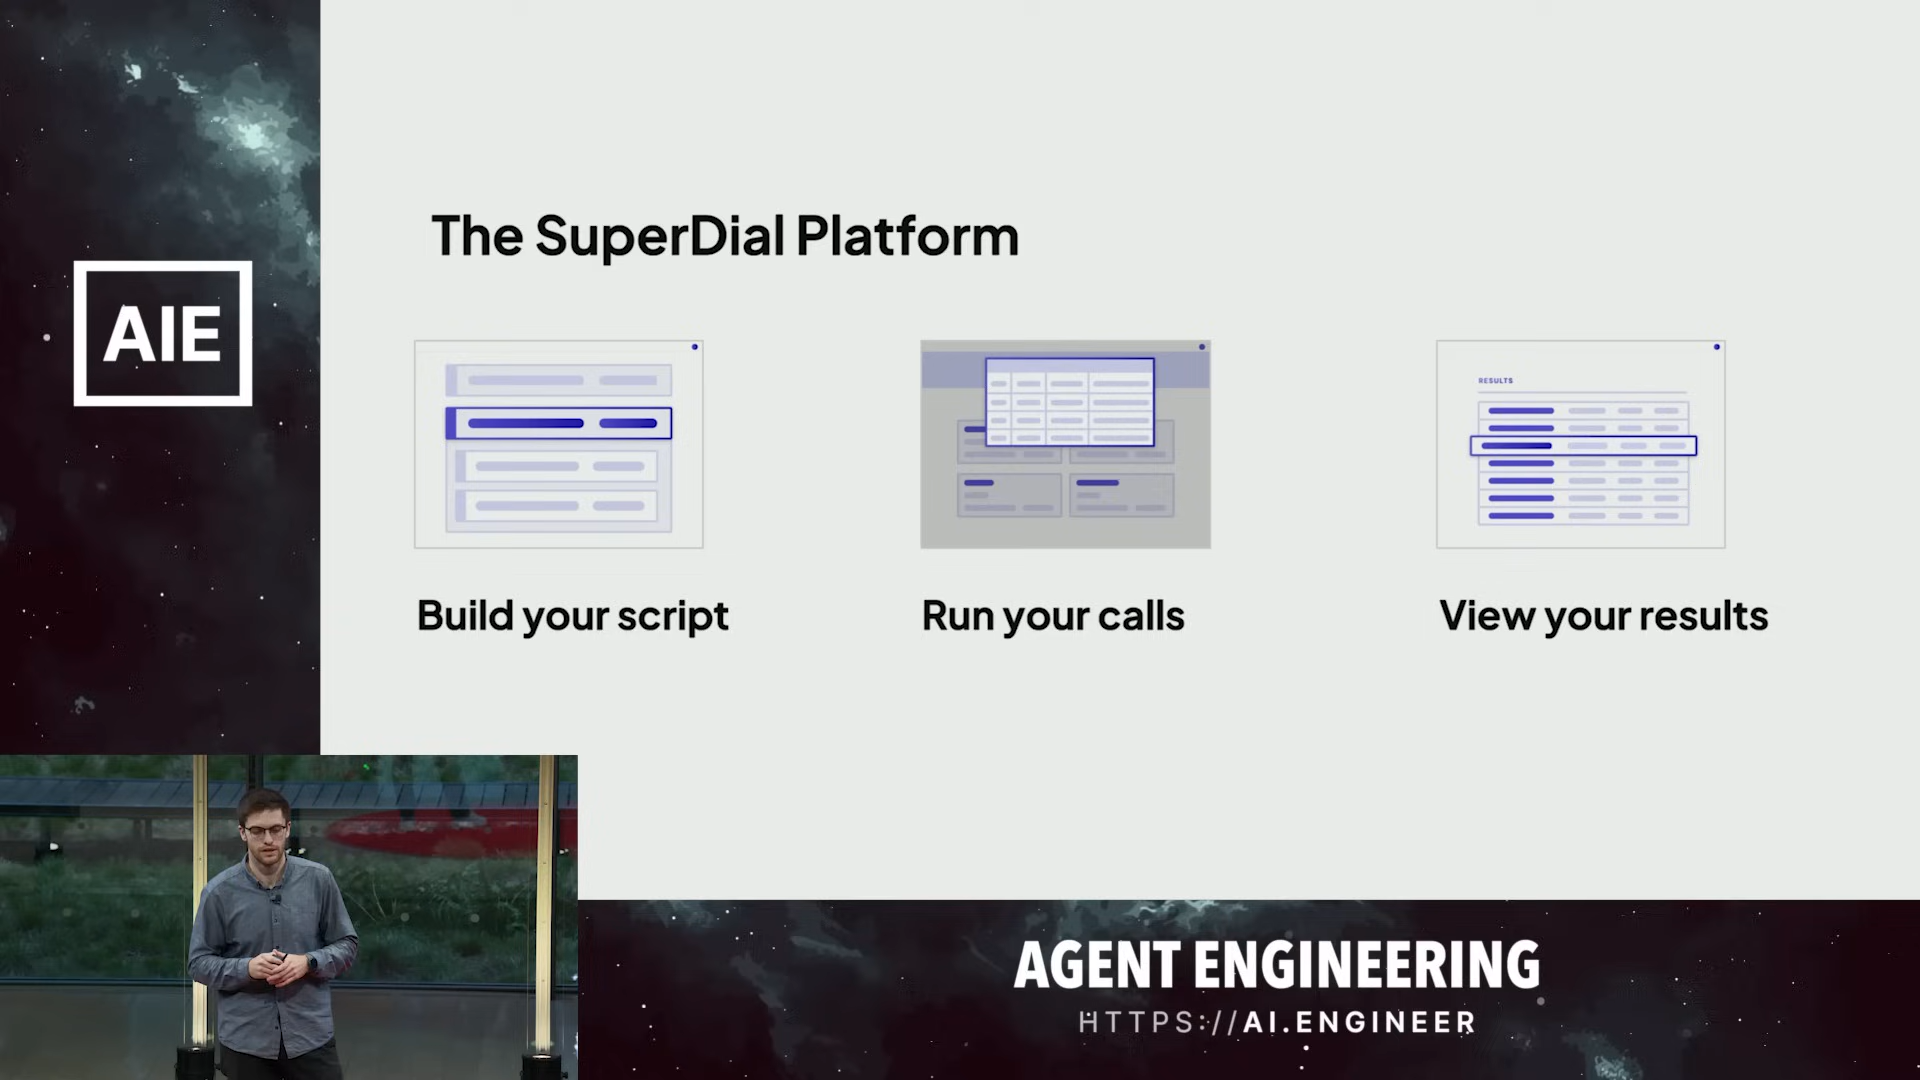 AIE
The SuperDial Platform
RESULTS
Build your script
Run your calls
View your results
AGENT ENGINEERING
HTTPS://AI.ENGINEER